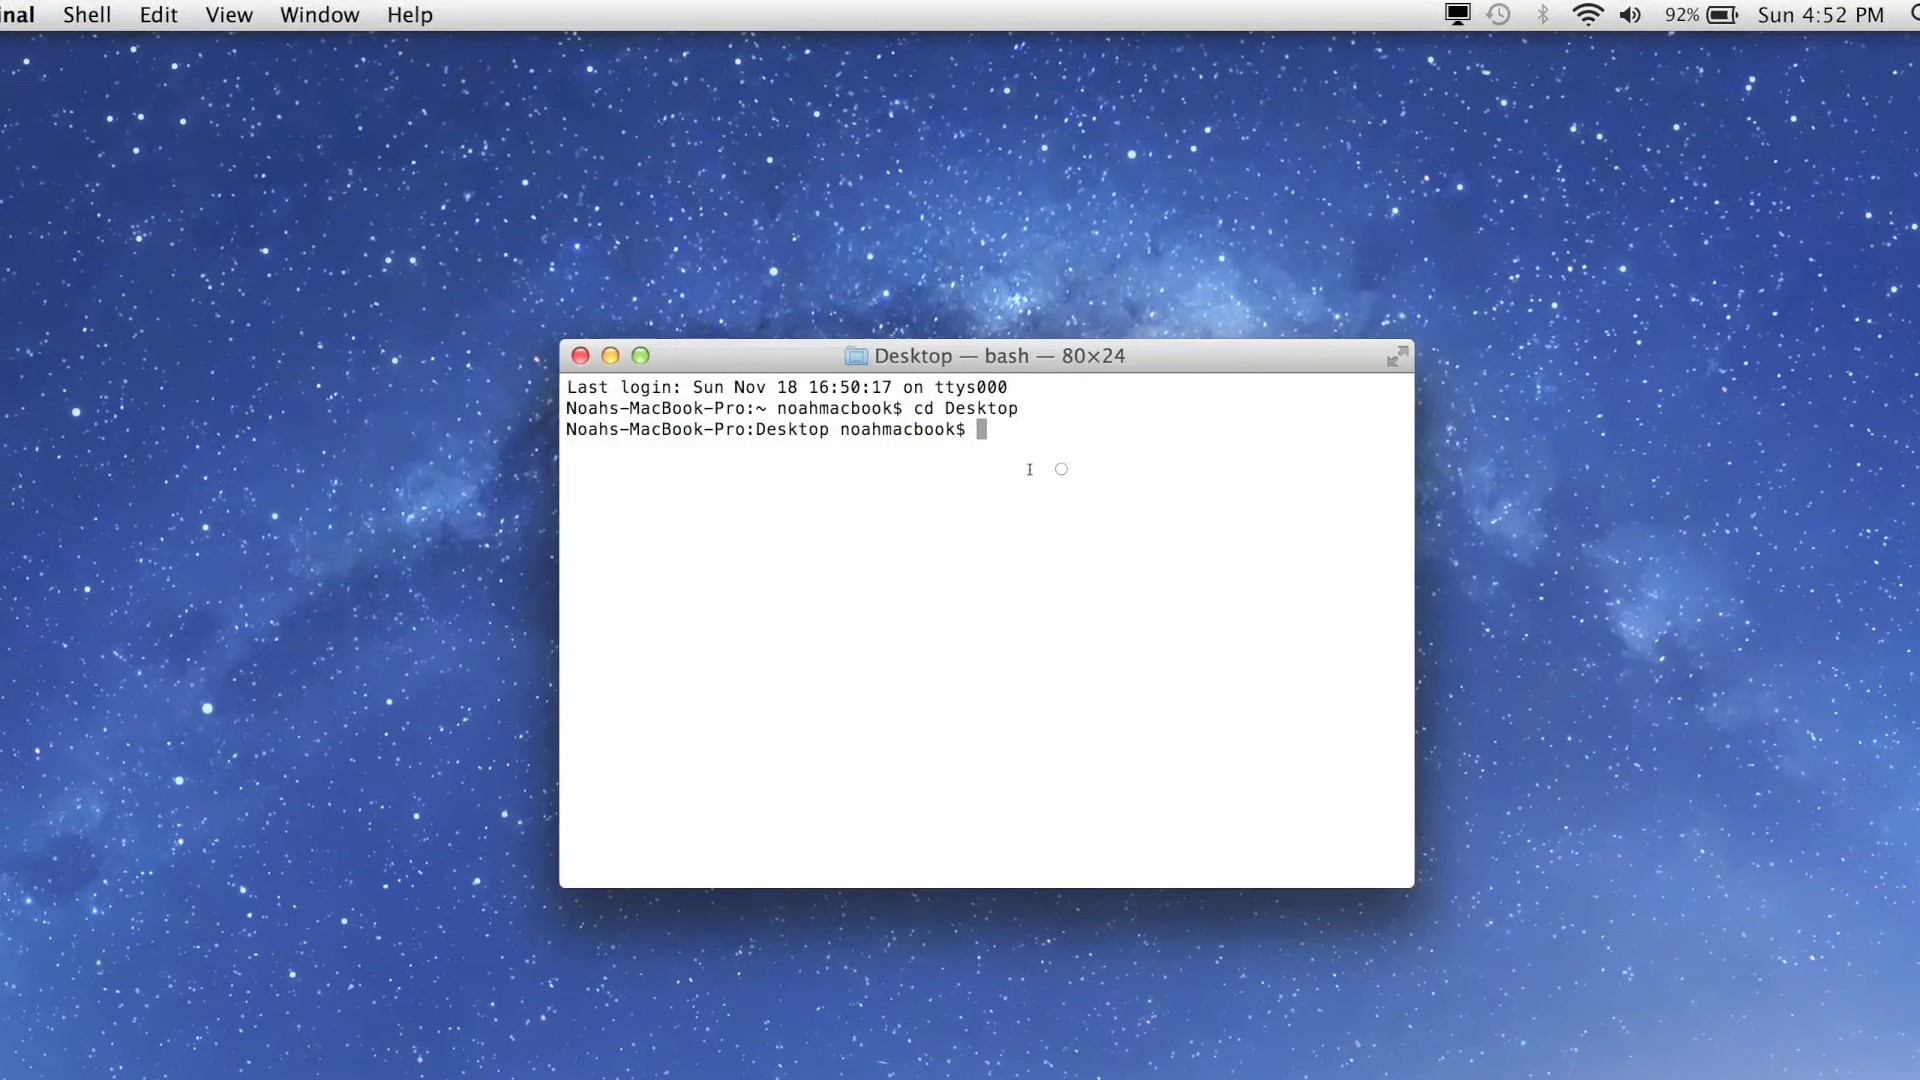 inal Shell Edit View Window Help 92% Sun 4:52 PM
Desktop — bash — 80×24
Last login: Sun Nov 18 16:50:17 on ttys000
Noahs-MacBook-Pro:~ noahmacbook$ cd Desktop
Noahs-MacBook-Pro:Desktop noahmacbook$